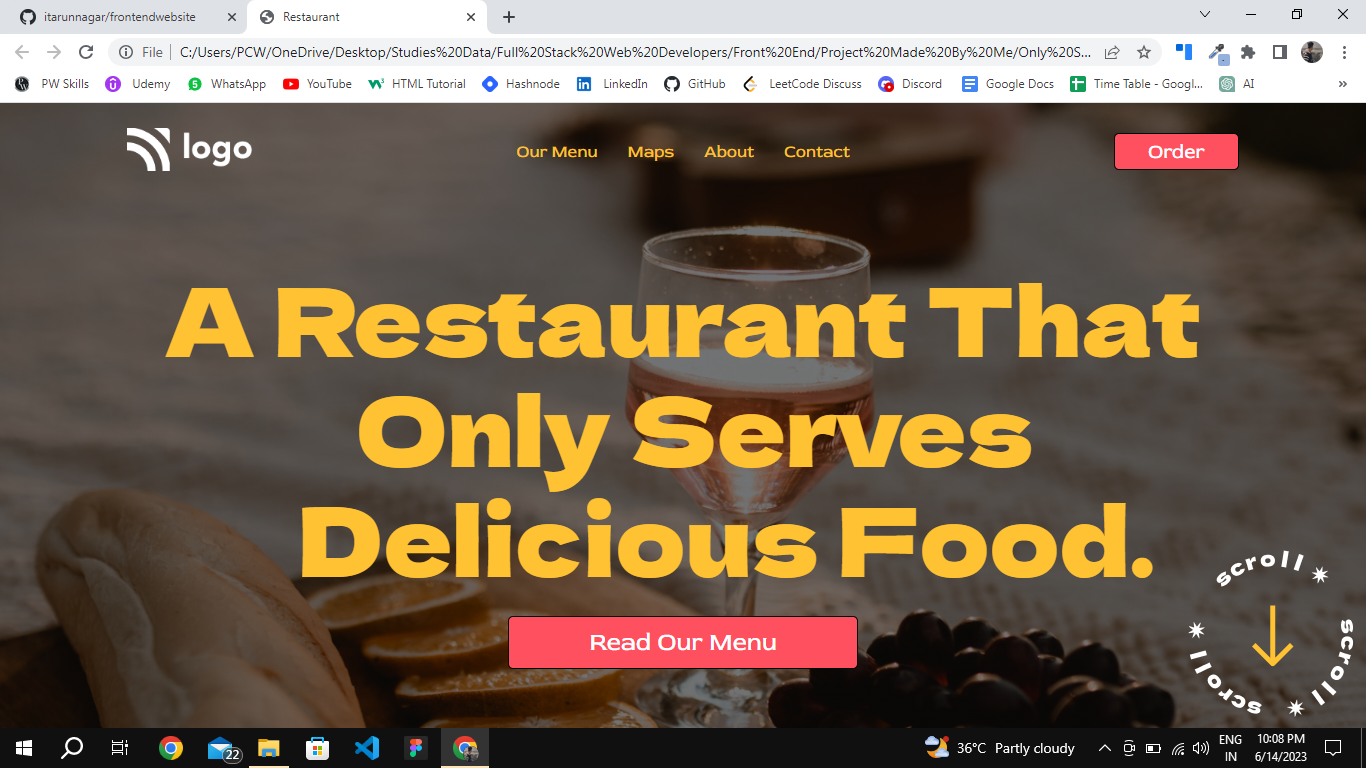 itarunnagar/frontendwebsite
Restaurant
File
C:/Users/PCW/OneDrive/Desktop/Studies%20Data/Full%20Stack%20Web%20Developers/Front%20End/Project%20Made%20By%20Me/Only%20S...
PW Skills
Udemy
WhatsApp
YouTube
HTML Tutorial
Hashnode
LinkedIn
GitHub
LeetCode Discuss
Discord
Google Docs
Time Table - Googl...
AI
logo
Our Menu
Maps
About
Contact
Order
A Restaurant That
Only Serves
Delicious Food.
Read Our Menu
scroll
scroll
scroll
22
36°C Partly cloudy
ENG
IN
10:08 PM
6/14/2023